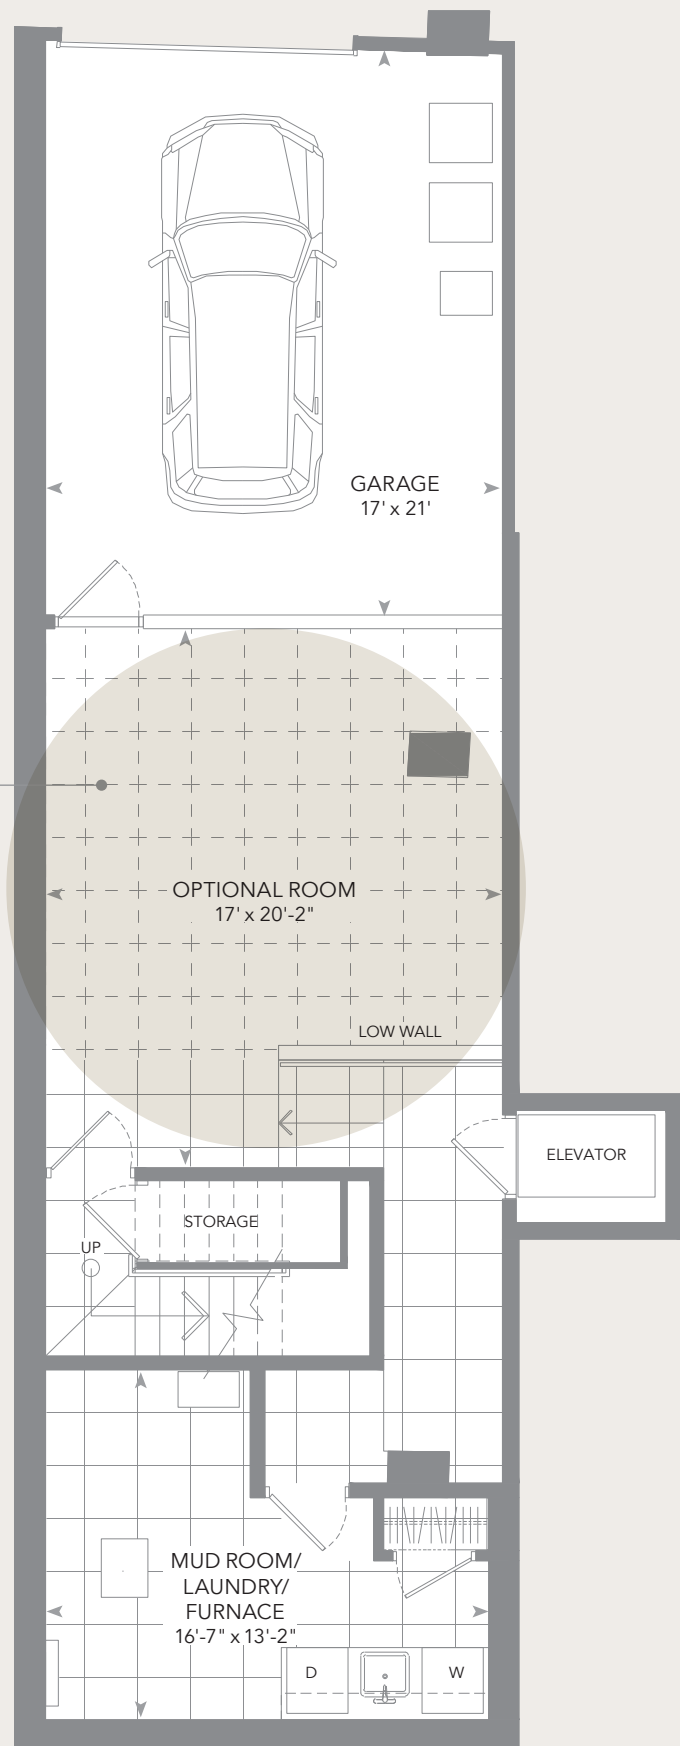 GARAGE
17' x 21'
OPTIONAL ROOM
17' x 20'-2"
LOW WALL
ELEVATOR
STORAGE
UP
MUD ROOM/
LAUNDRY/
FURNACE
16'-7" x 13'-2"
D W